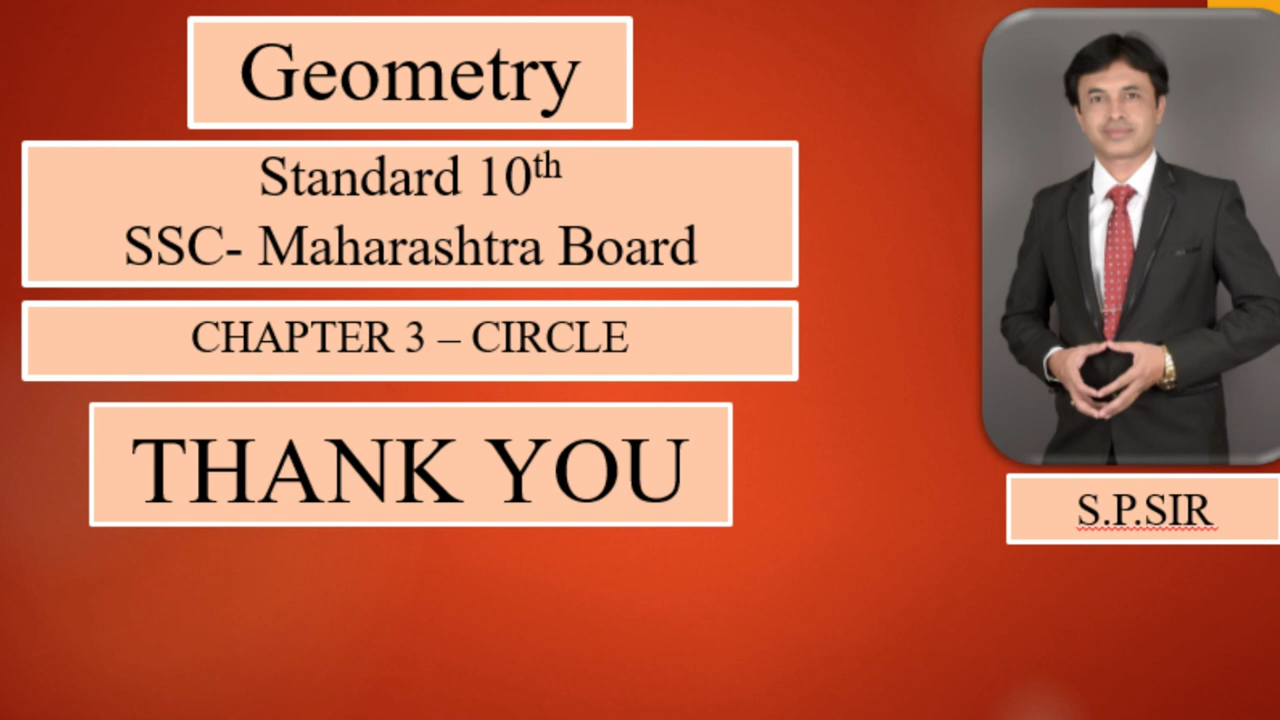 Geometry
Standard 10th
SSC- Maharashtra Board
CHAPTER 3 – CIRCLE
THANK YOU
S.P.SIR